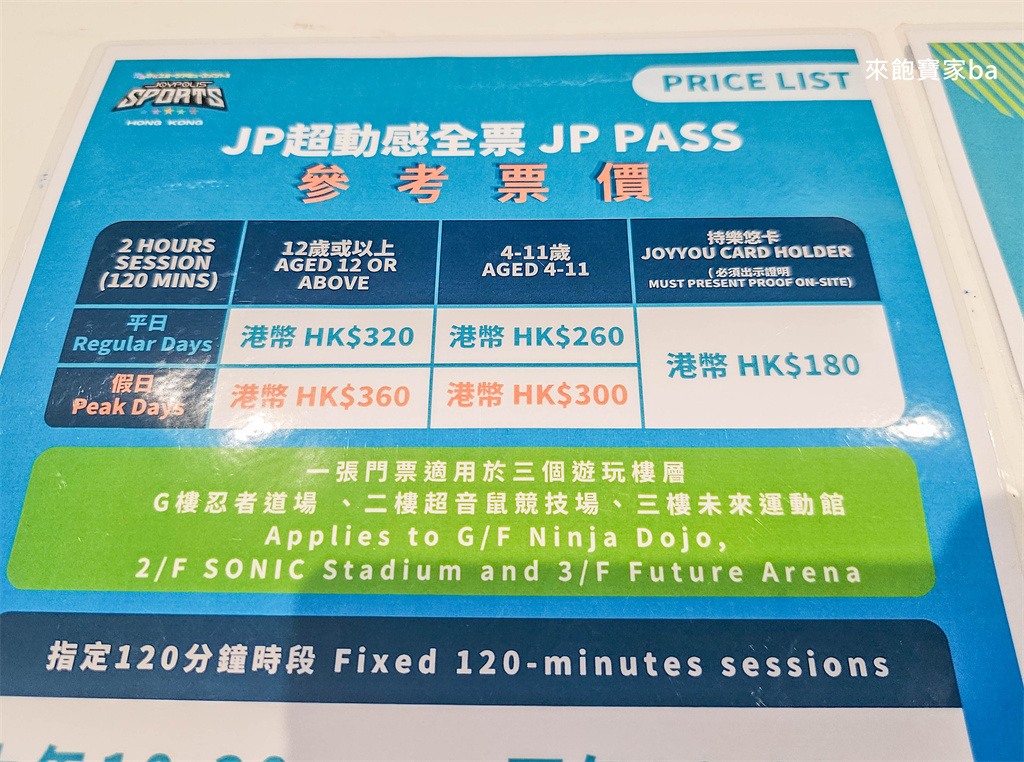 來飽寶家ba
PRICE LIST
JOYPOLIS
SPORTS
HONG KONG
JP超動感全票 JP PASS
參考票價
2 HOURS
SESSION
(120 MINS)
12歲或以上
AGED 12 OR
ABOVE
4-11歲
AGED 4-11
持樂悠卡
JOYYOU CARD HOLDER
(必須出示證明
MUST PRESENT PROOF ON-SITE)
平日
Regular Days
港幣 HK$320
港幣 HK$260
港幣 HK$180
假日
Peak Days
港幣 HK$360
港幣 HK$300
一張門票適用於三個遊玩樓層
G樓忍者道場 、二樓超音鼠競技場、三樓未來運動館
Applies to G/F Ninja Dojo,
2/F SONIC Stadium and 3/F Future Arena
指定120分鐘時段 Fixed 120-minutes sessions